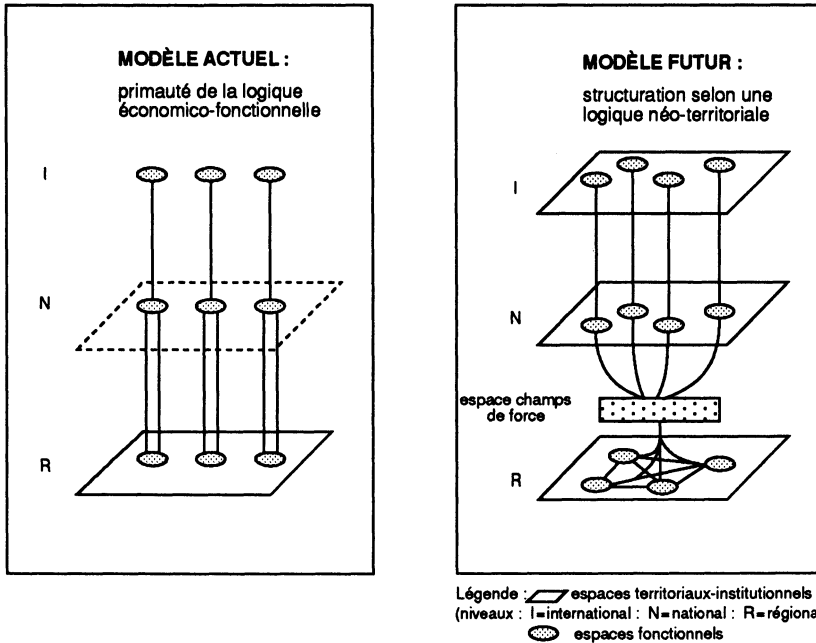 MODÈLE ACTUEL :
primauté de la logique
économico-fonctionnelle
I
N
R
MODÈLE FUTUR :
structuration selon une
logique néo-territoriale
I
N
espace champs
de force
R
Légende : espaces territoriaux-institutionnels
(niveaux : I=international : N=national : R=régiona
espaces fonctionnels